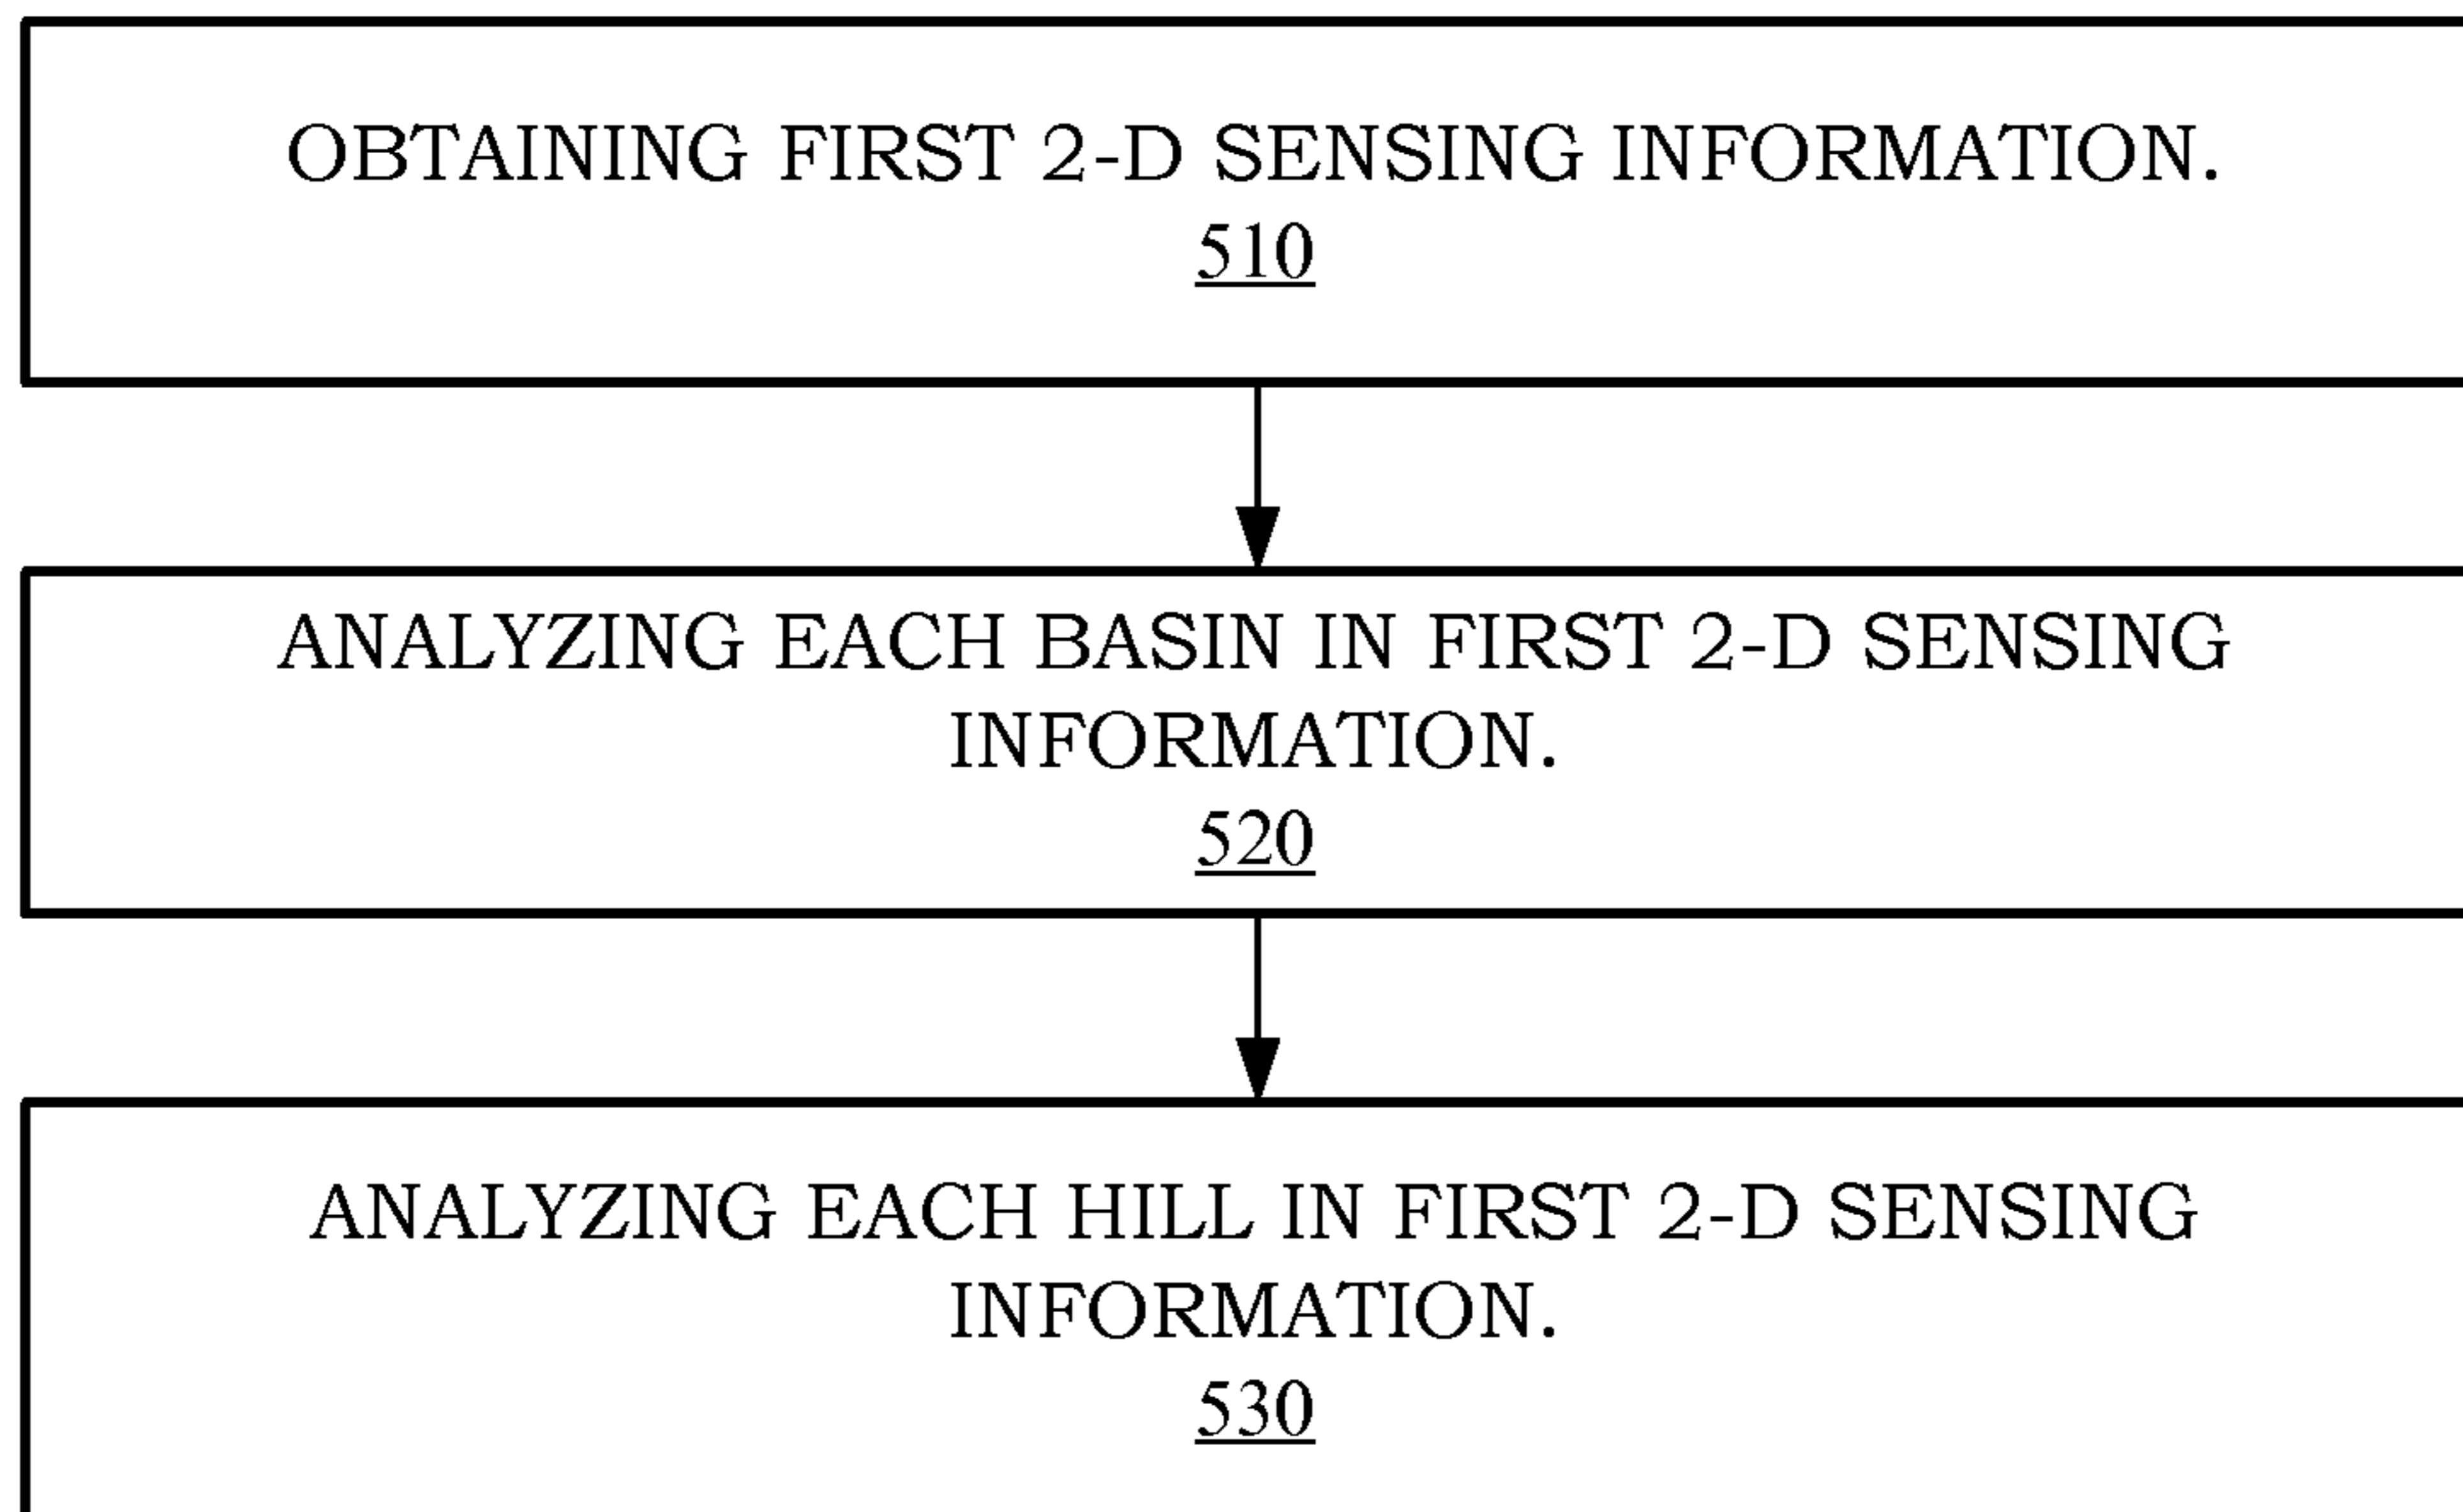 OBTAINING FIRST 2-D SENSING INFORMATION.
510
ANALYZING EACH BASIN IN FIRST 2-D SENSING
INFORMATION.
520
ANALYZING EACH HILL IN FIRST 2-D SENSING
INFORMATION.
530